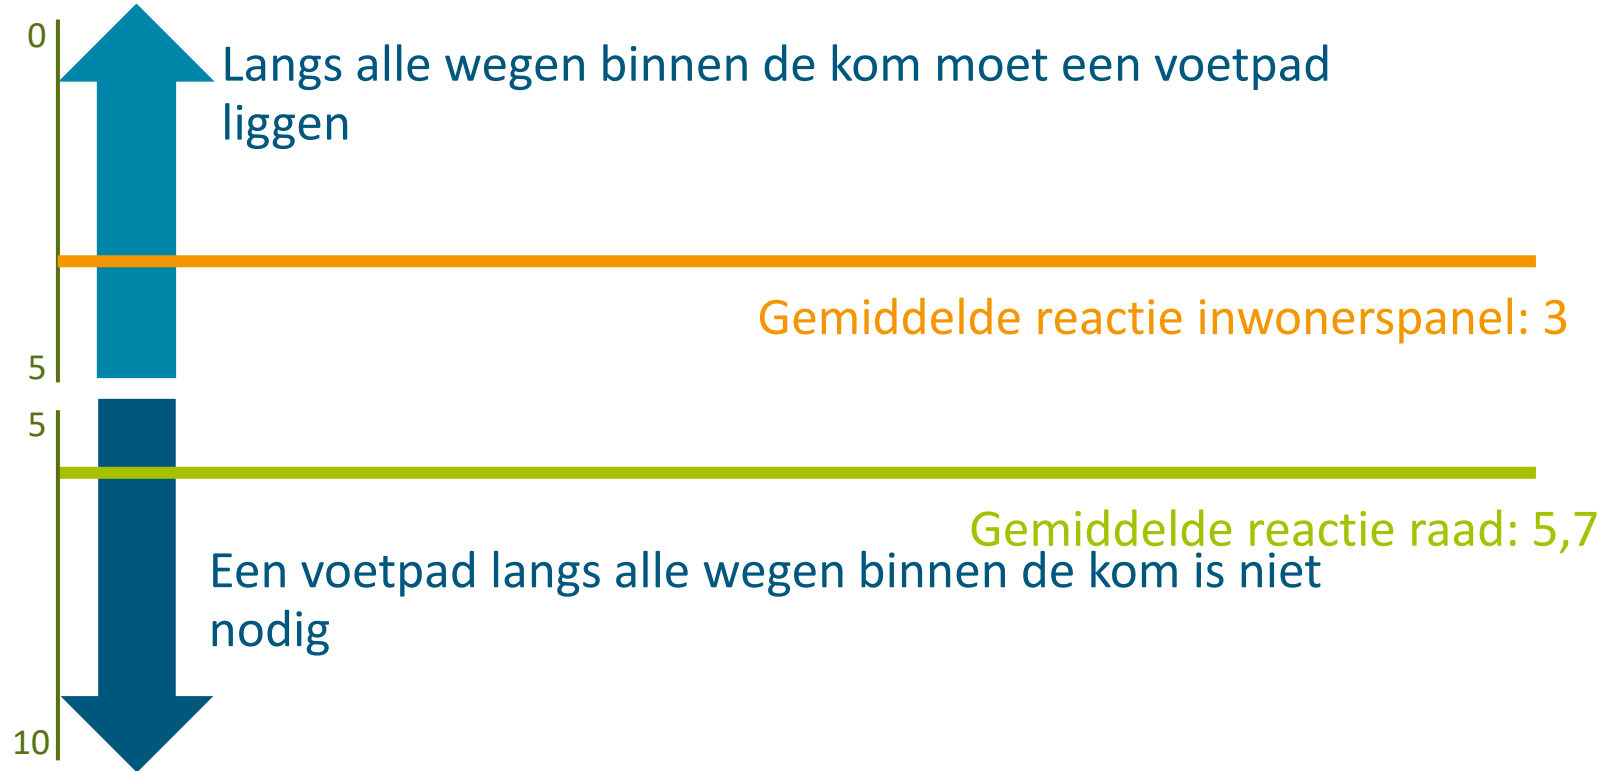 0
Langs alle wegen binnen de kom moet een voetpad
liggen
Gemiddelde reactie inwonerspanel: 3
5
5
Gemiddelde reactie raad: 5,7
Een voetpad langs alle wegen binnen de kom is niet
nodig
10